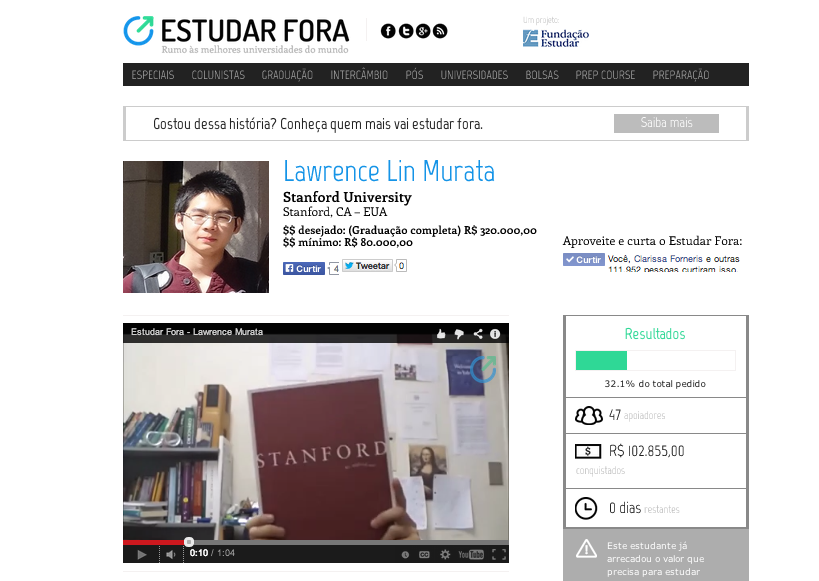 ESTUDAR FORA
Rumo às melhores universidades do mundo
Um projeto:
Fundação
Estudar
ESPECIAIS COLUNISTAS GRADUAÇÃO INTERCÂMBIO PÓS UNIVERSIDADES BOLSAS PREP COURSE PREPARAÇÃO
Gostou dessa história? Conheça quem mais vai estudar fora.
Saiba mais
Lawrence Lin Murata
Stanford University
Stanford, CA – EUA
$$ desejado: (Graduação completa) R$ 320.000,00
$$ mínimo: R$ 80.000,00
Curtir 4 Tweetar 0
Aproveite e curta o Estudar Fora:
Curtir Você, Clarissa Forneris e outras
111.952 pessoas curtiram isso.
Estudar Fora - Lawrence Murata
STANFORD
0:10 / 1:04
YouTube
Resultados
32.1% do total pedido
47 apoiadores
R$ 102.855,00
conquistados
0 dias restantes
Este estudante já
arrecadou o valor que
precisa para estudar